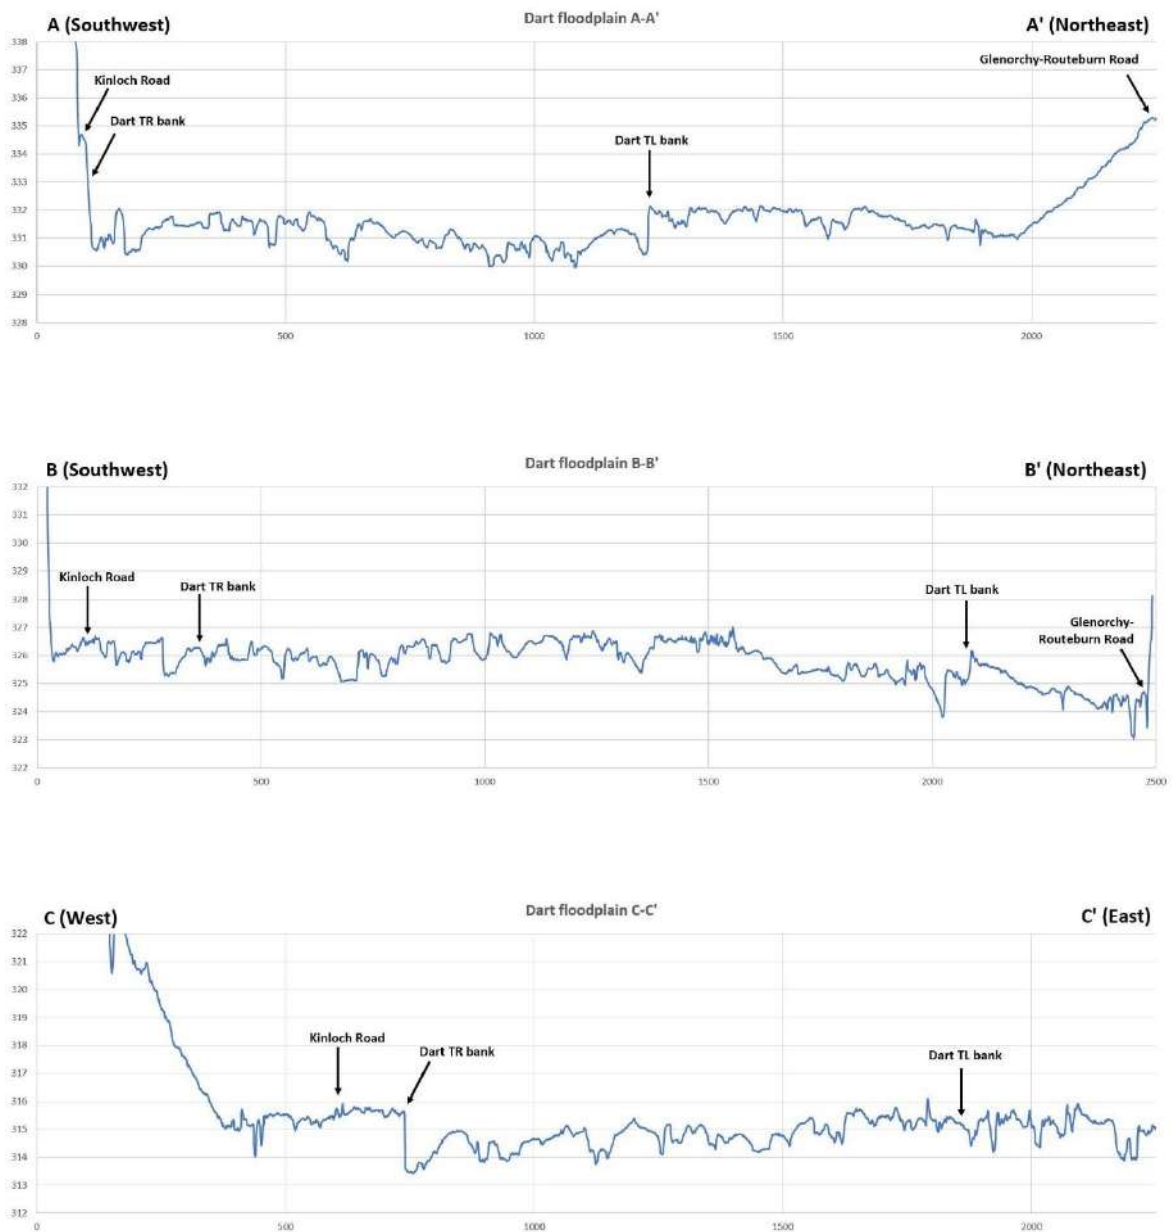 Dart floodplain A-A'
A (Southwest)
A' (Northeast)
338
337
336
335
334
333
332
331
330
329
328
Kinloch Road
Dart TR bank
Dart TL bank
Glenorchy-Routeburn Road
0
500
1000
1500
2000
Dart floodplain B-B'
B (Southwest)
B' (Northeast)
332
331
330
329
328
327
326
325
324
323
322
Kinloch Road
Dart TR bank
Dart TL bank
Glenorchy-
Routeburn Road
0
500
1000
1500
2000
2500
Dart floodplain C-C'
C (West)
C' (East)
322
321
320
319
318
317
316
315
314
313
312
Kinloch Road
Dart TR bank
Dart TL bank
0
500
1000
1500
2000